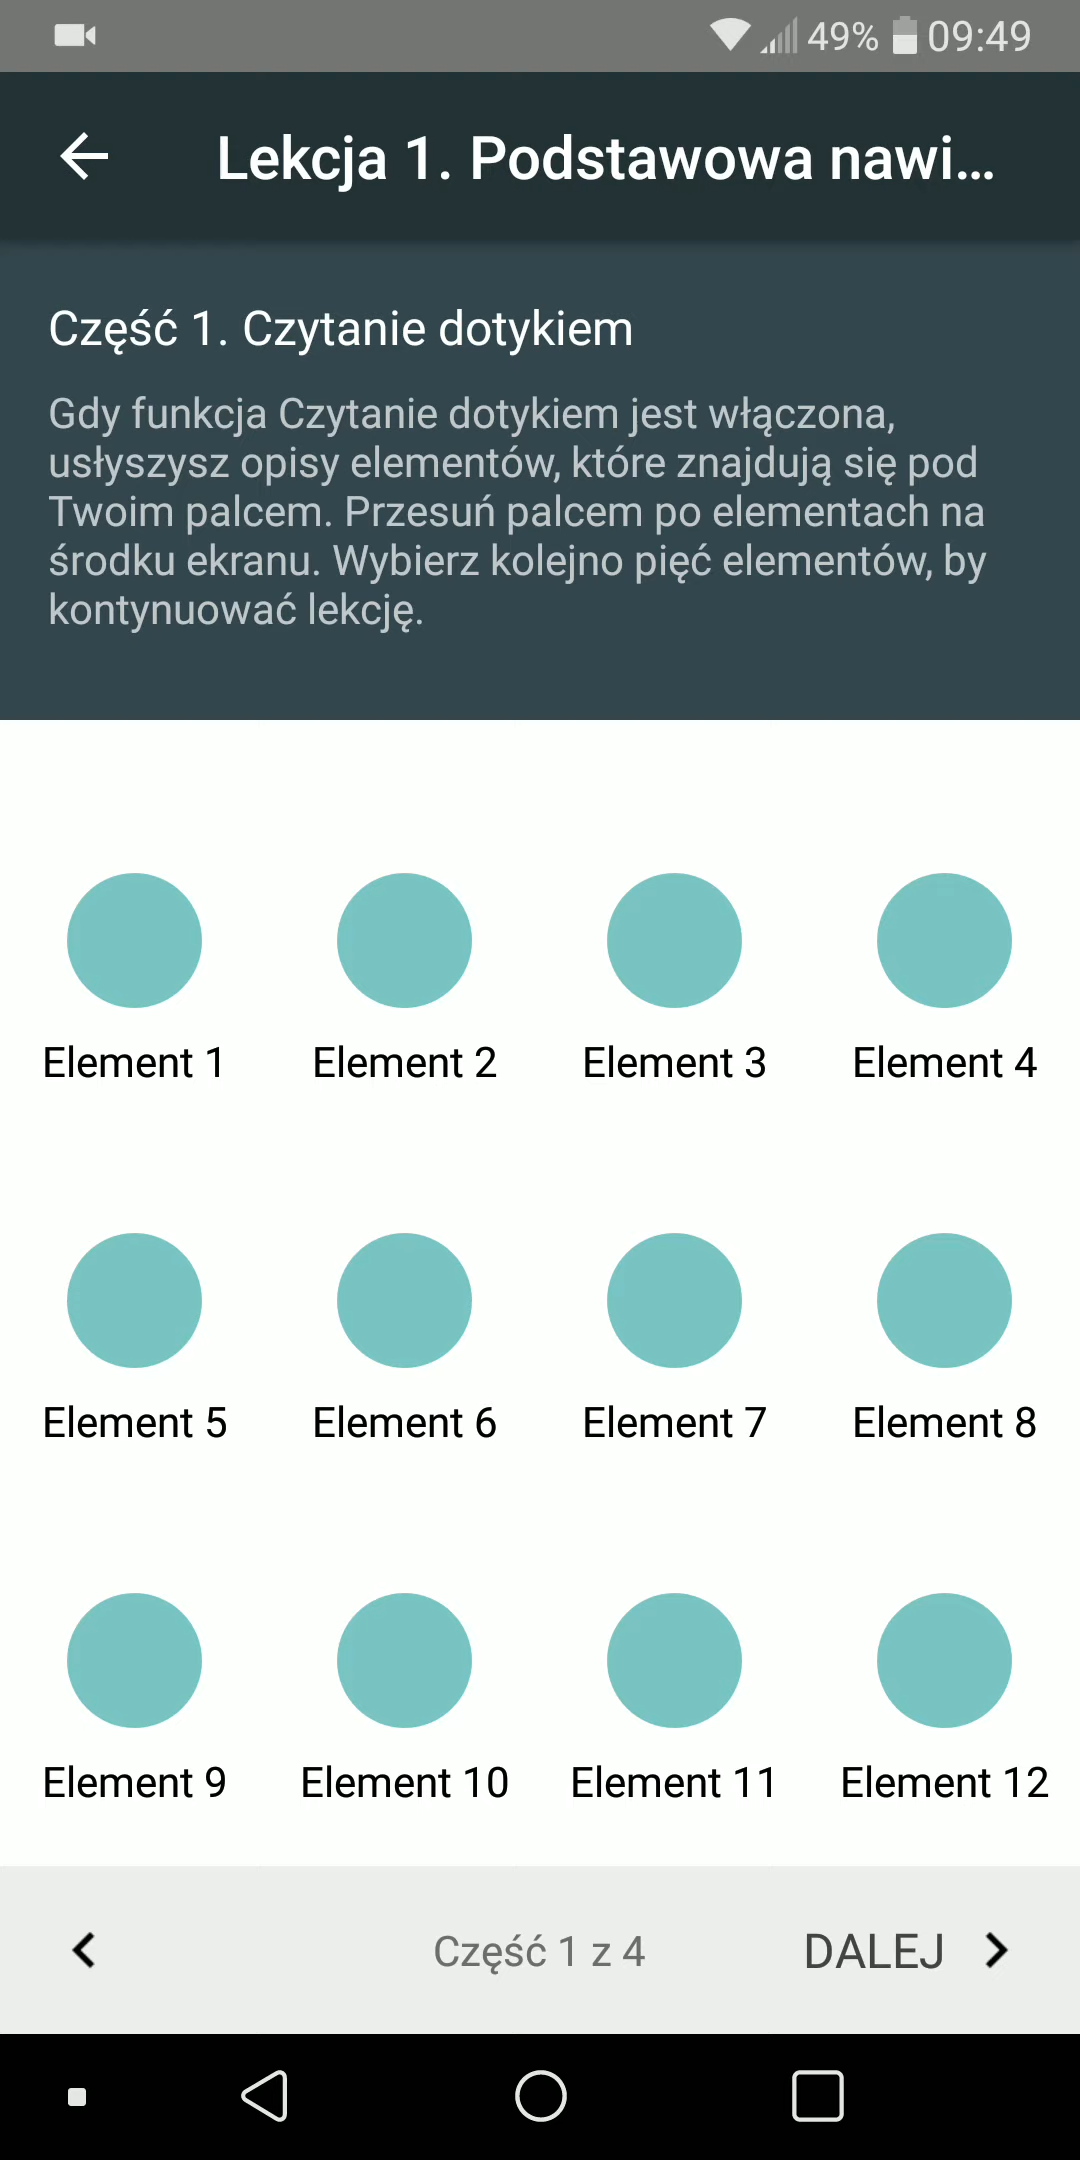 49% 09:49
Lekcja 1. Podstawowa nawi...
Część 1. Czytanie dotykiem
Gdy funkcja Czytanie dotykiem jest włączona,
usłyszysz opisy elementów, które znajdują się pod
Twoim palcem. Przesuń palcem po elementach na
środku ekranu. Wybierz kolejno pięć elementów, by
kontynuować lekcję.
Element 1 Element 2 Element 3 Element 4
Element 5 Element 6 Element 7 Element 8
Element 9 Element 10 Element 11 Element 12
Część 1 z 4 DALEJ